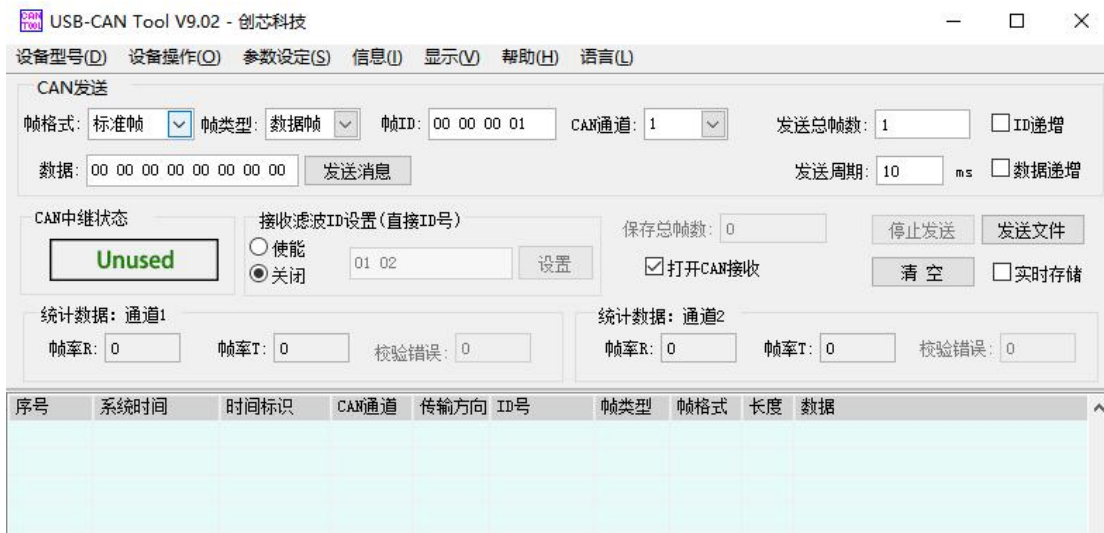 CAN TOOL USB-CAN Tool V9.02 - 创芯科技
设备型号(D) 设备操作(O) 参数设定(S) 信息(I) 显示(V) 帮助(H) 语言(L)
CAN发送
帧格式: 标准帧 帧类型: 数据帧 帧ID: 00 00 00 01 CAN通道: 1 发送总帧数: 1 ID递增
数据: 00 00 00 00 00 00 00 00 发送消息 发送周期: 10 ms 数据递增
CAN中继状态
Unused
接收滤波ID设置(直接ID号)
使能
关闭
01 02 设置
保存总帧数: 0 停止发送 发送文件
打开CAN接收 清 空 实时存储
统计数据: 通道1
帧率R: 0 帧率T: 0 校验错误: 0
统计数据: 通道2
帧率R: 0 帧率T: 0 校验错误: 0
序号 系统时间 时间标识 CAN通道 传输方向 ID号 帧类型 帧格式 长度 数据